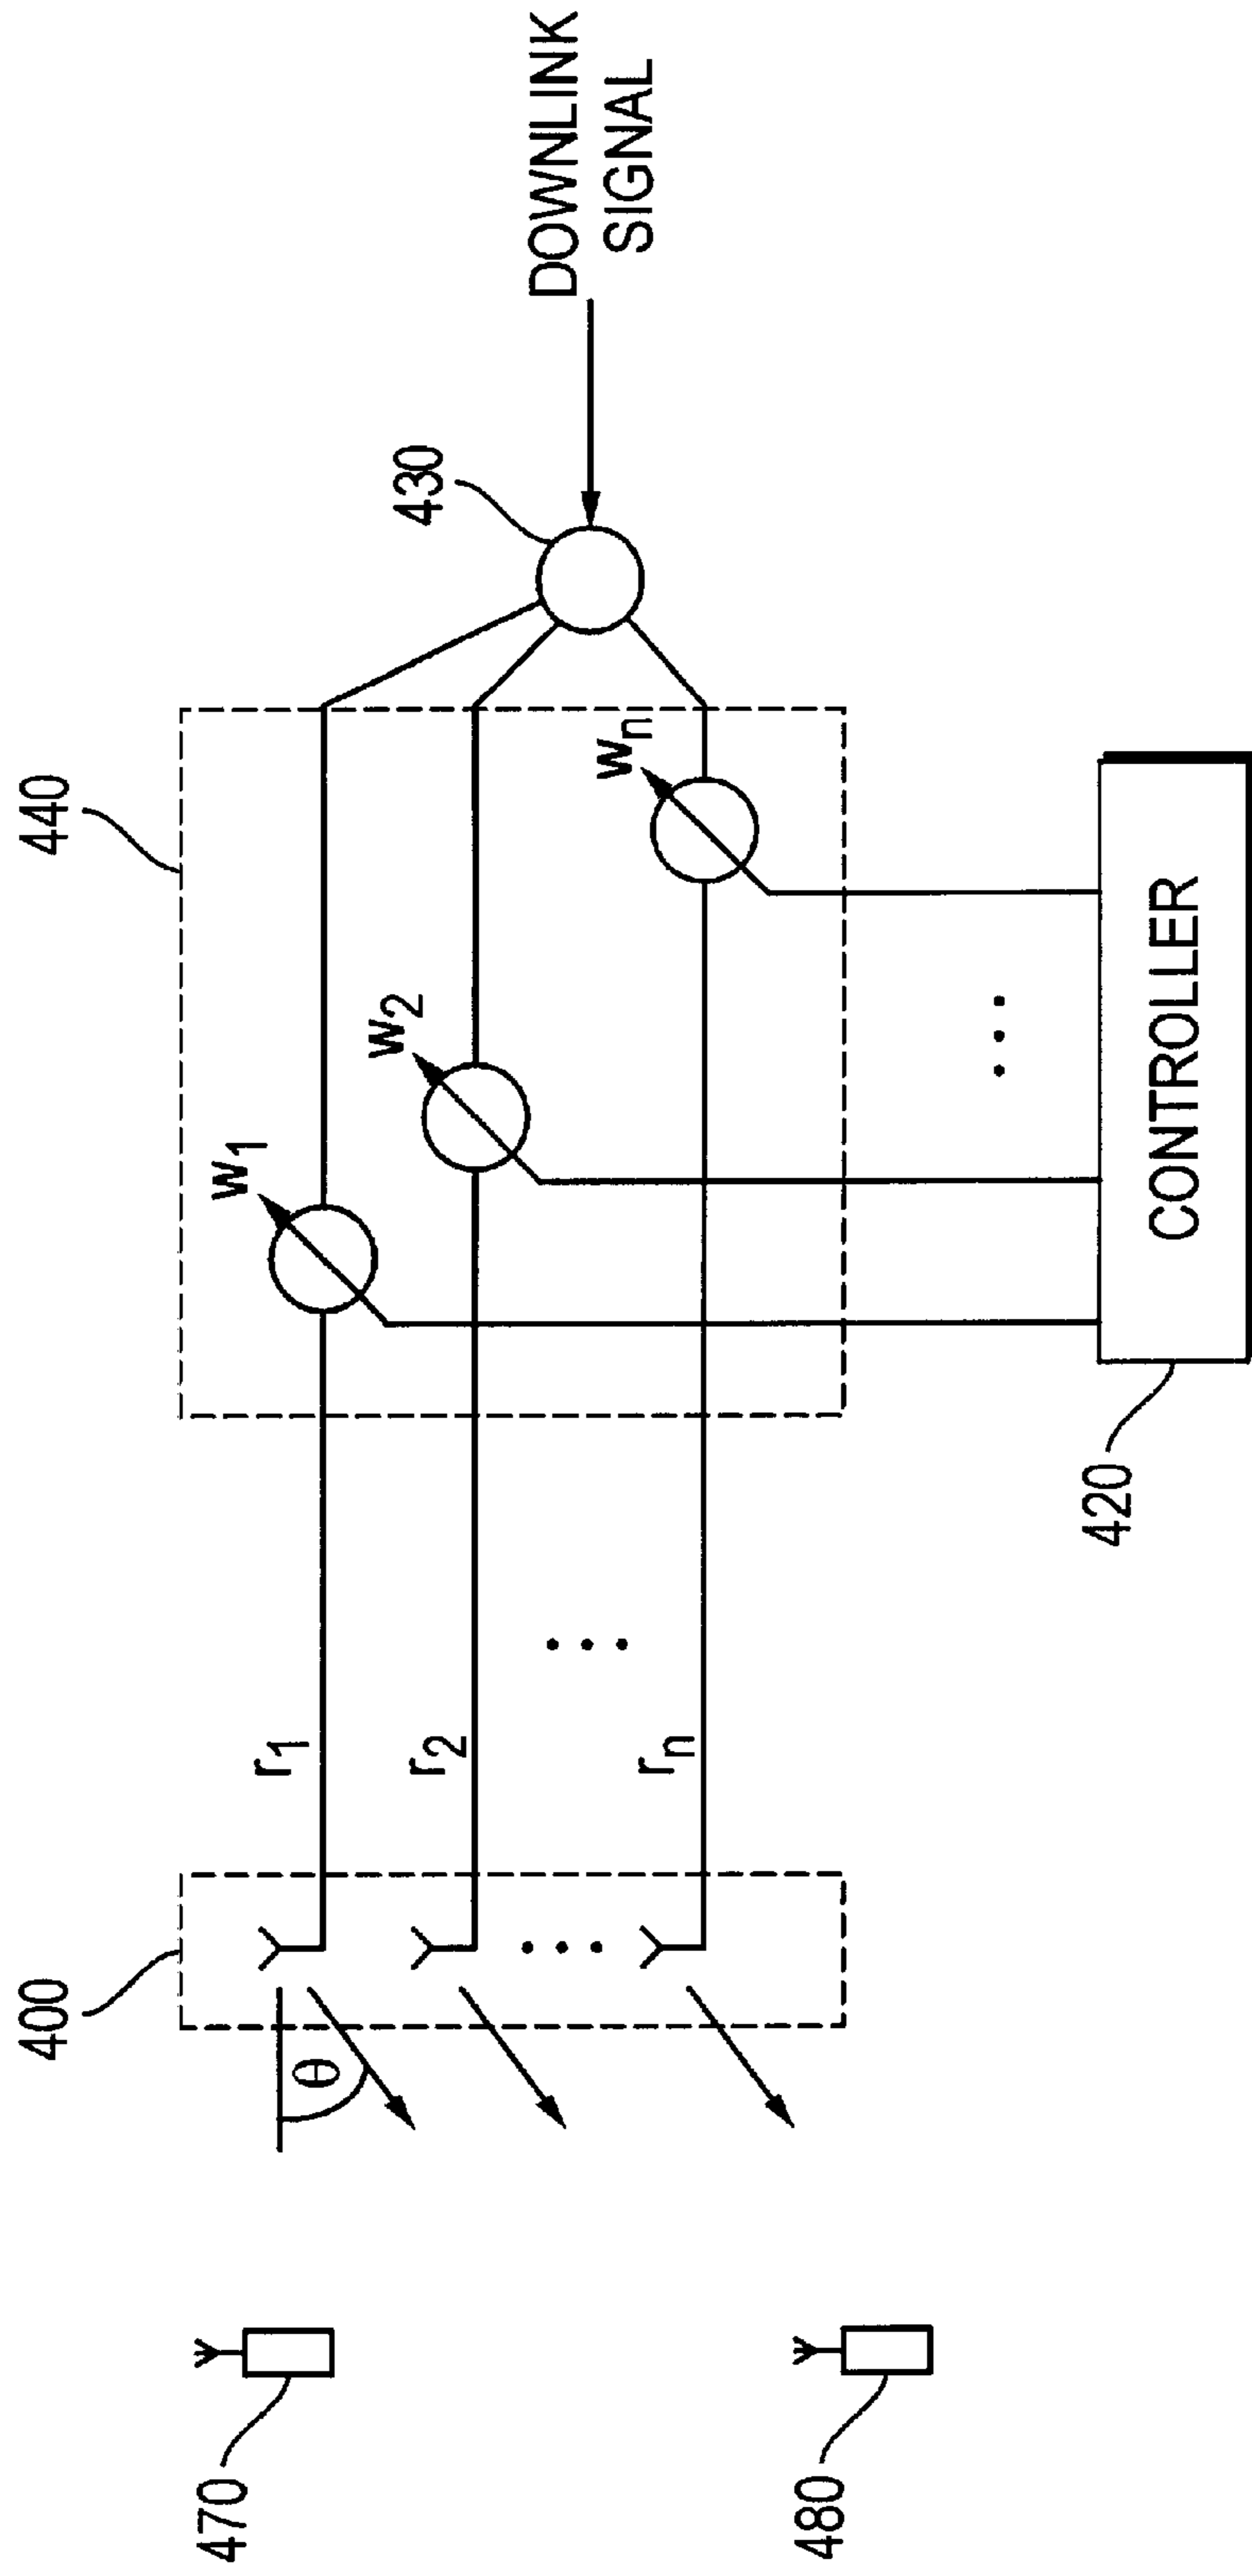 470
480
400
θ
r1
r2
rn
. . .
. . .
440
w1
w2
wn
. . .
420
CONTROLLER
430
DOWNLINK
SIGNAL